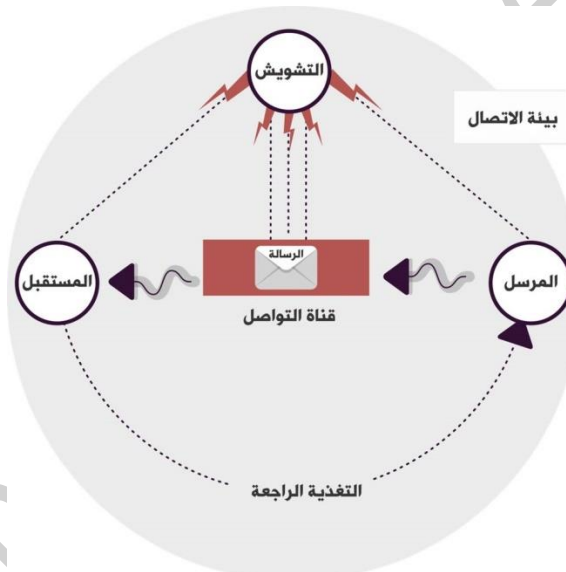 التشويش
بيئة الاتصال
الرسالة
المرسل
المستقبل
قناة التواصل
التغذية الراجعة